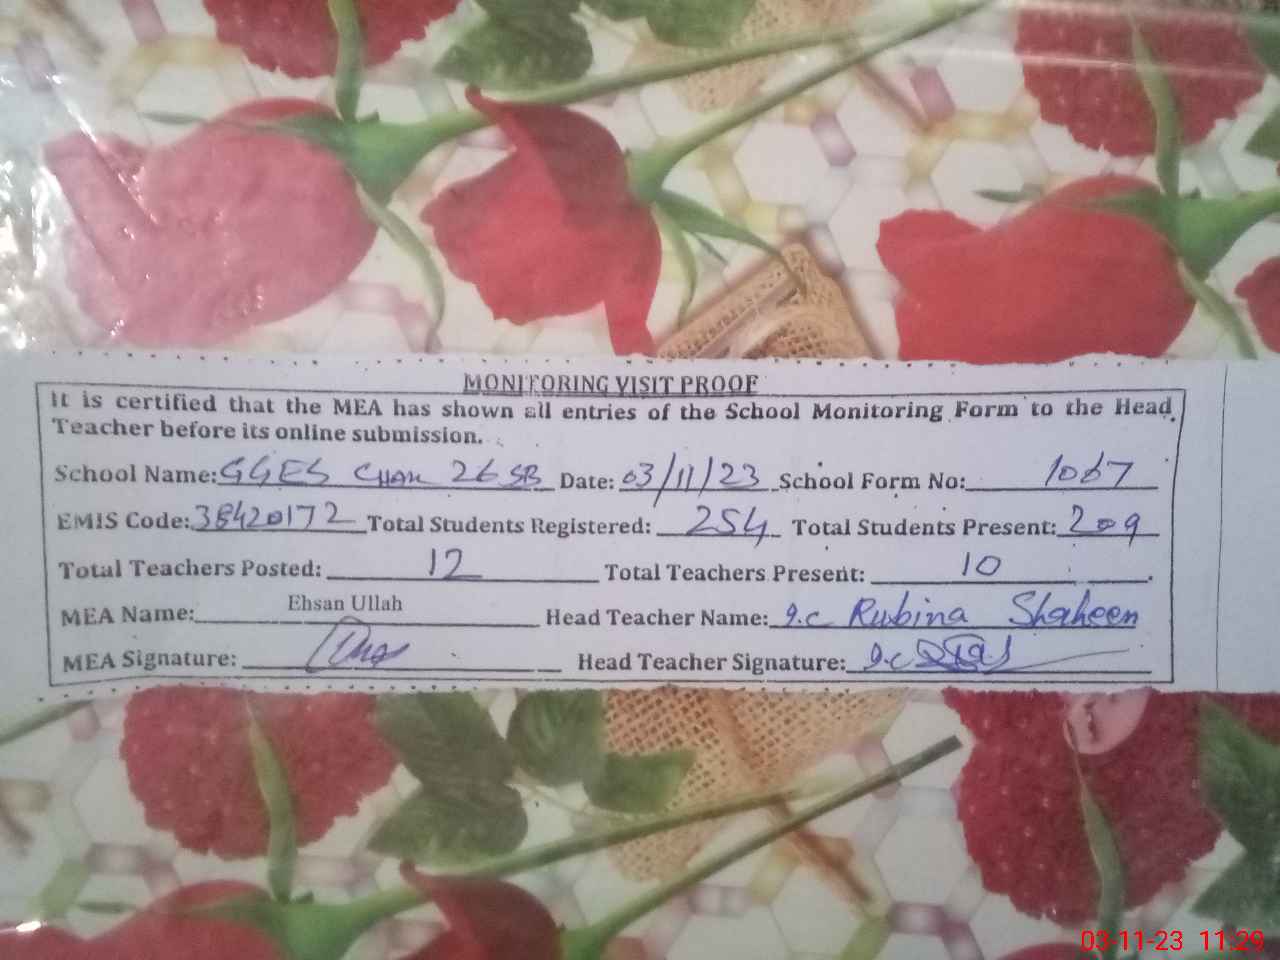 MONITORING VISIT PROOF
It is certified that the MEA has shown all entries of the School Monitoring Form to the Head
Teacher before its online submission.
School Name: GGES CHAK 26 SB Date: 03/11/23 School Form No: 1067
EMIS Code: 38420172 Total Students Registered: 254 Total Students Present: 209
Total Teachers Posted: 12 Total Teachers Present: 10
MEA Name: Ehsan Ullah Head Teacher Name: I.c Rubina Shaheen
MEA Signature: Head Teacher Signature: I.c
03-11-23 11:29